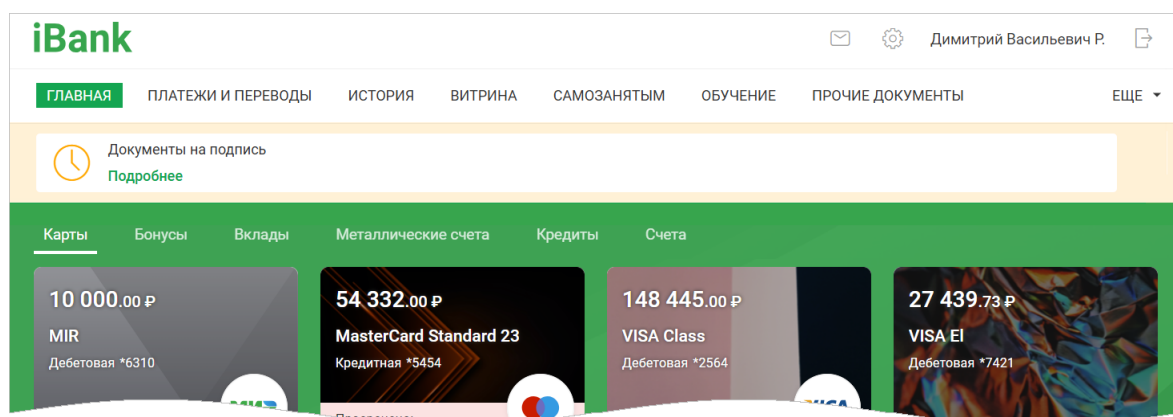 iBank
Димитрий Васильевич Р.
ГЛАВНАЯ ПЛАТЕЖИ И ПЕРЕВОДЫ ИСТОРИЯ ВИТРИНА САМОЗАНЯТЫМ ОБУЧЕНИЕ ПРОЧИЕ ДОКУМЕНТЫ ЕЩЕ
Документы на подпись
Подробнее
Карты Бонусы Вклады Металлические счета Кредиты Счета
10 000.00 ₽ 54 332.00 ₽ 148 445.00 ₽ 27 439.73 ₽
MIR MasterCard Standard 23 VISA Class VISA El
Дебетовая *6310 Кредитная *5454 Дебетовая *2564 Дебетовая *7421